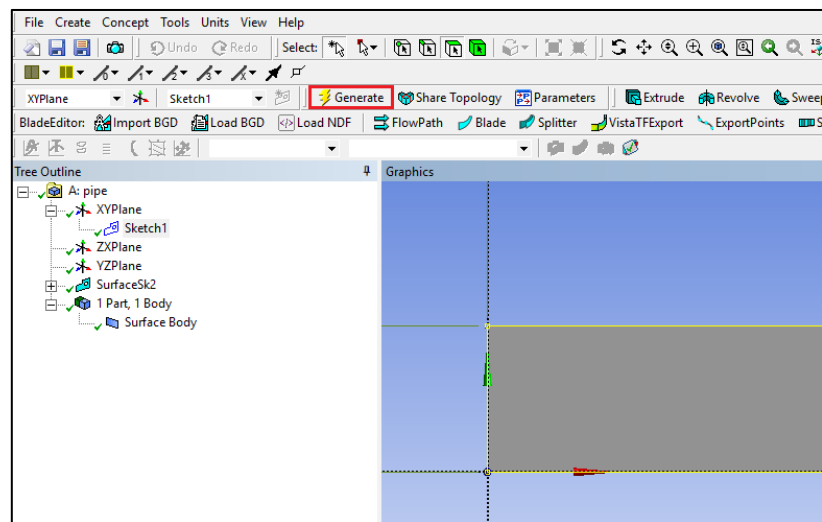 File Create Concept Tools Units View Help
Undo Redo Select:
XYPlane Sketch1 Generate Share Topology Parameters Extrude Revolve Sweep
BladeEditor: Import BGD Load BGD Load NDF FlowPath Blade Splitter VistaTFExport ExportPoints S
Tree Outline Graphics
A: pipe
XYPlane
Sketch1
ZXPlane
YZPlane
SurfaceSk2
1 Part, 1 Body
Surface Body